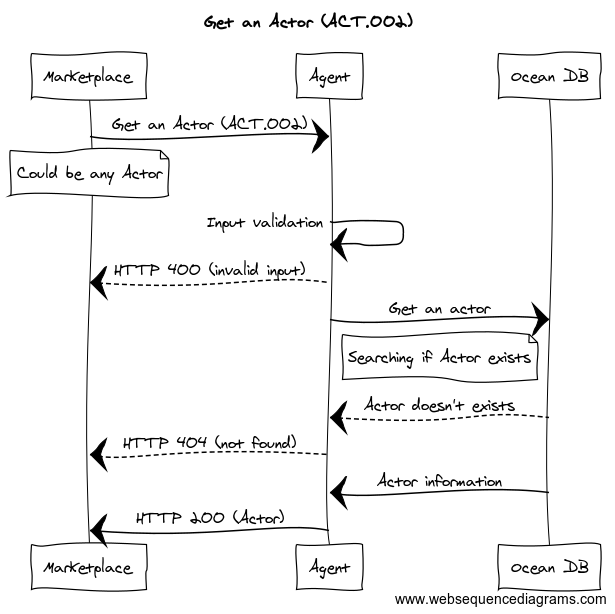 Get an Actor (ACT.002)
Marketplace
Agent
Ocean DB
Get an Actor (ACT.002)
Could be any Actor
Input validation
HTTP 400 (invalid input)
Get an actor
Searching if Actor exists
Actor doesn't exists
HTTP 404 (not found)
Actor information
HTTP 200 (Actor)
Marketplace
Agent
Ocean DB
www.websequencediagrams.com